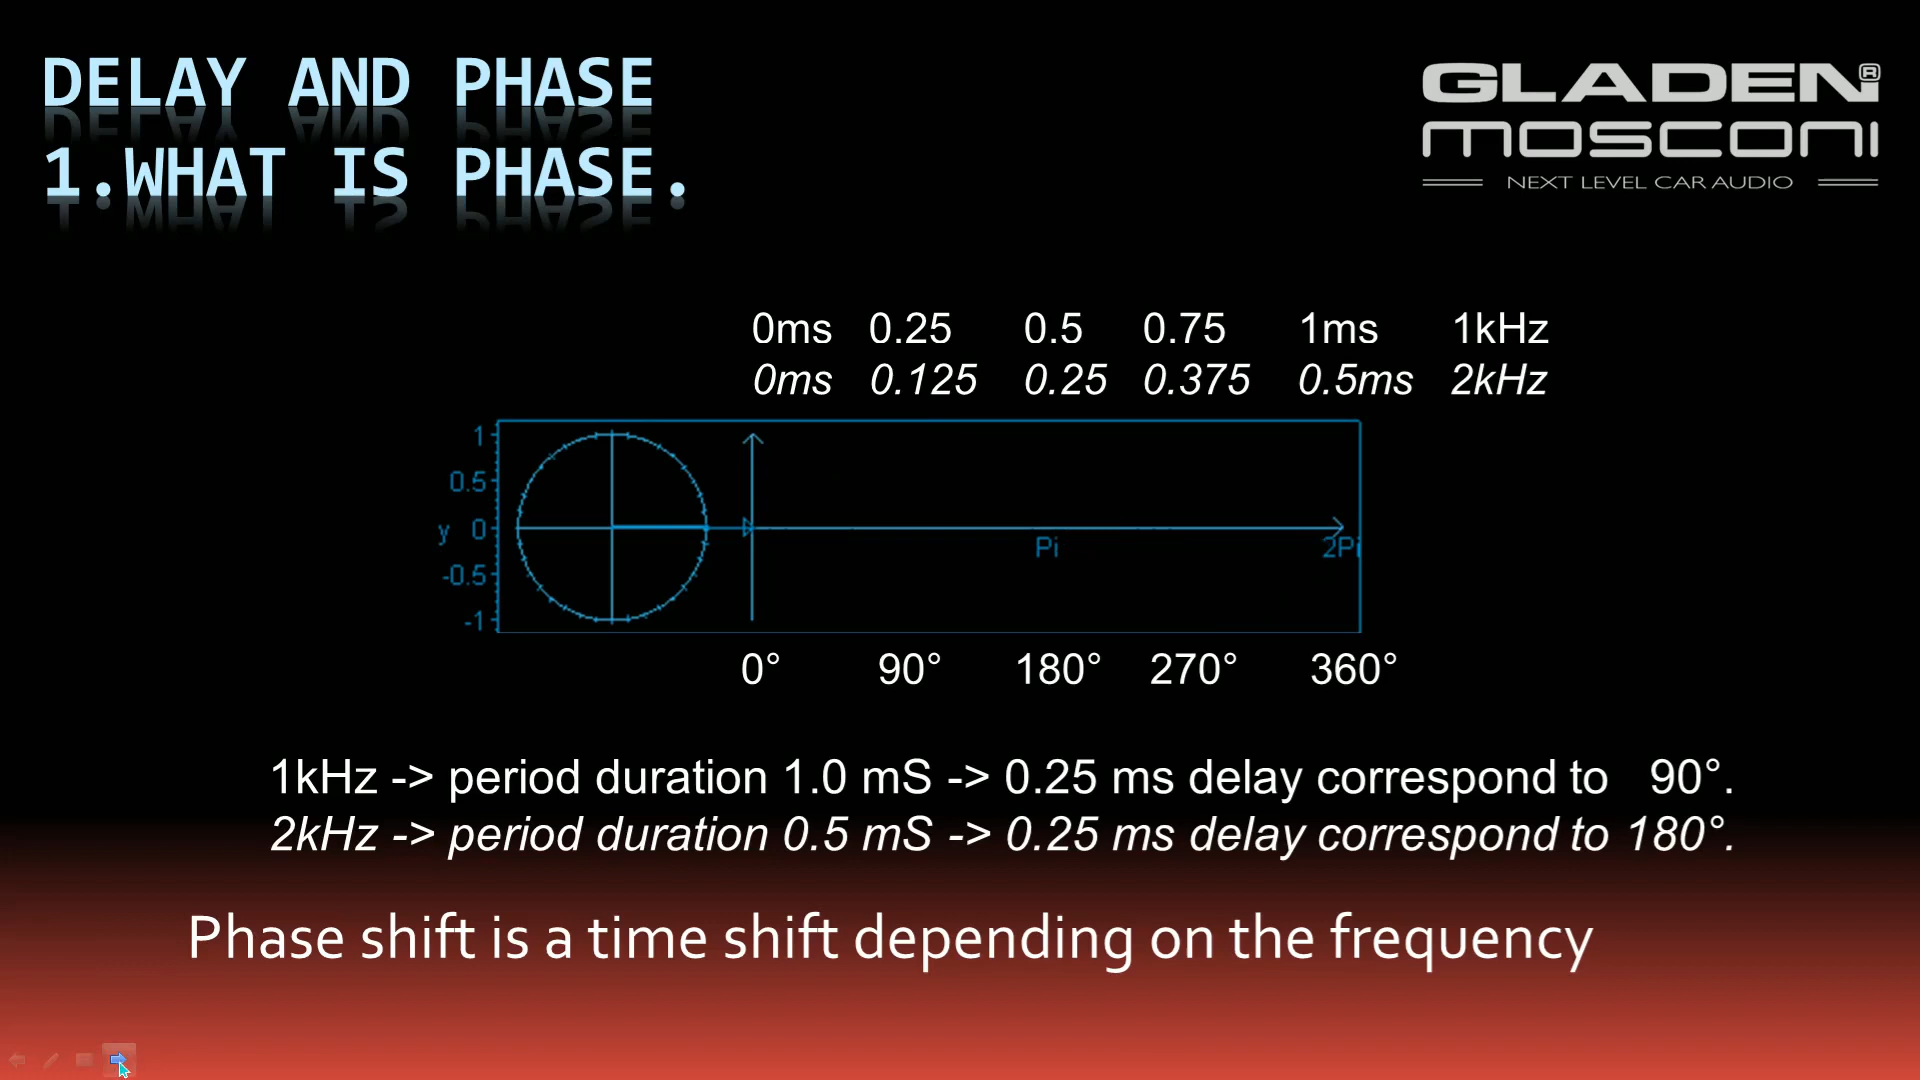 DELAY AND PHASE
1.WHAT IS PHASE.
GLADEN®
MOSCONI
NEXT LEVEL CAR AUDIO
0ms 0.25 0.5 0.75 1ms 1kHz
0ms 0.125 0.25 0.375 0.5ms 2kHz
1
0.5
y 0
-0.5
-1
Pi 2Pi
0° 90° 180° 270° 360°
1kHz -> period duration 1.0 mS -> 0.25 ms delay correspond to 90°.
2kHz -> period duration 0.5 mS -> 0.25 ms delay correspond to 180°.
Phase shift is a time shift depending on the frequency